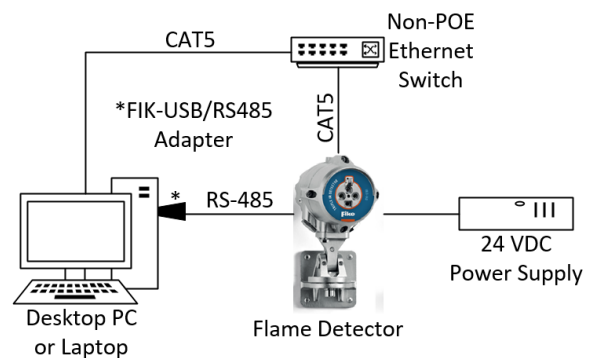 CAT5
Non-POE
Ethernet
Switch
*FIK-USB/RS485
Adapter
CAT5
*
RS-485
Fike
24 VDC
Power Supply
Flame Detector
Desktop PC
or Laptop